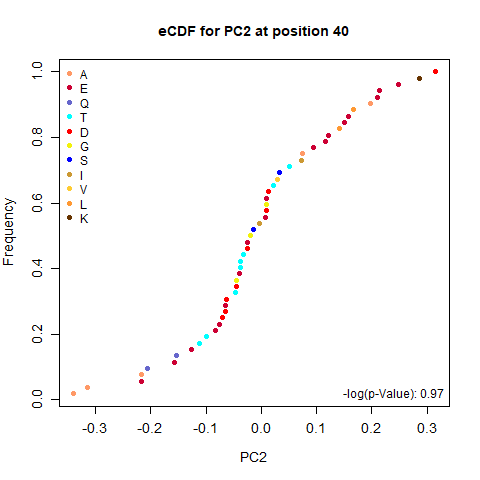 eCDF for PC2 at position 40
A
E
Q
T
D
G
S
I
V
L
K
Frequency
0.0
0.2
0.4
0.6
0.8
1.0
-log(p-Value): 0.97
-0.3
-0.2
-0.1
0.0
0.1
0.2
0.3
PC2